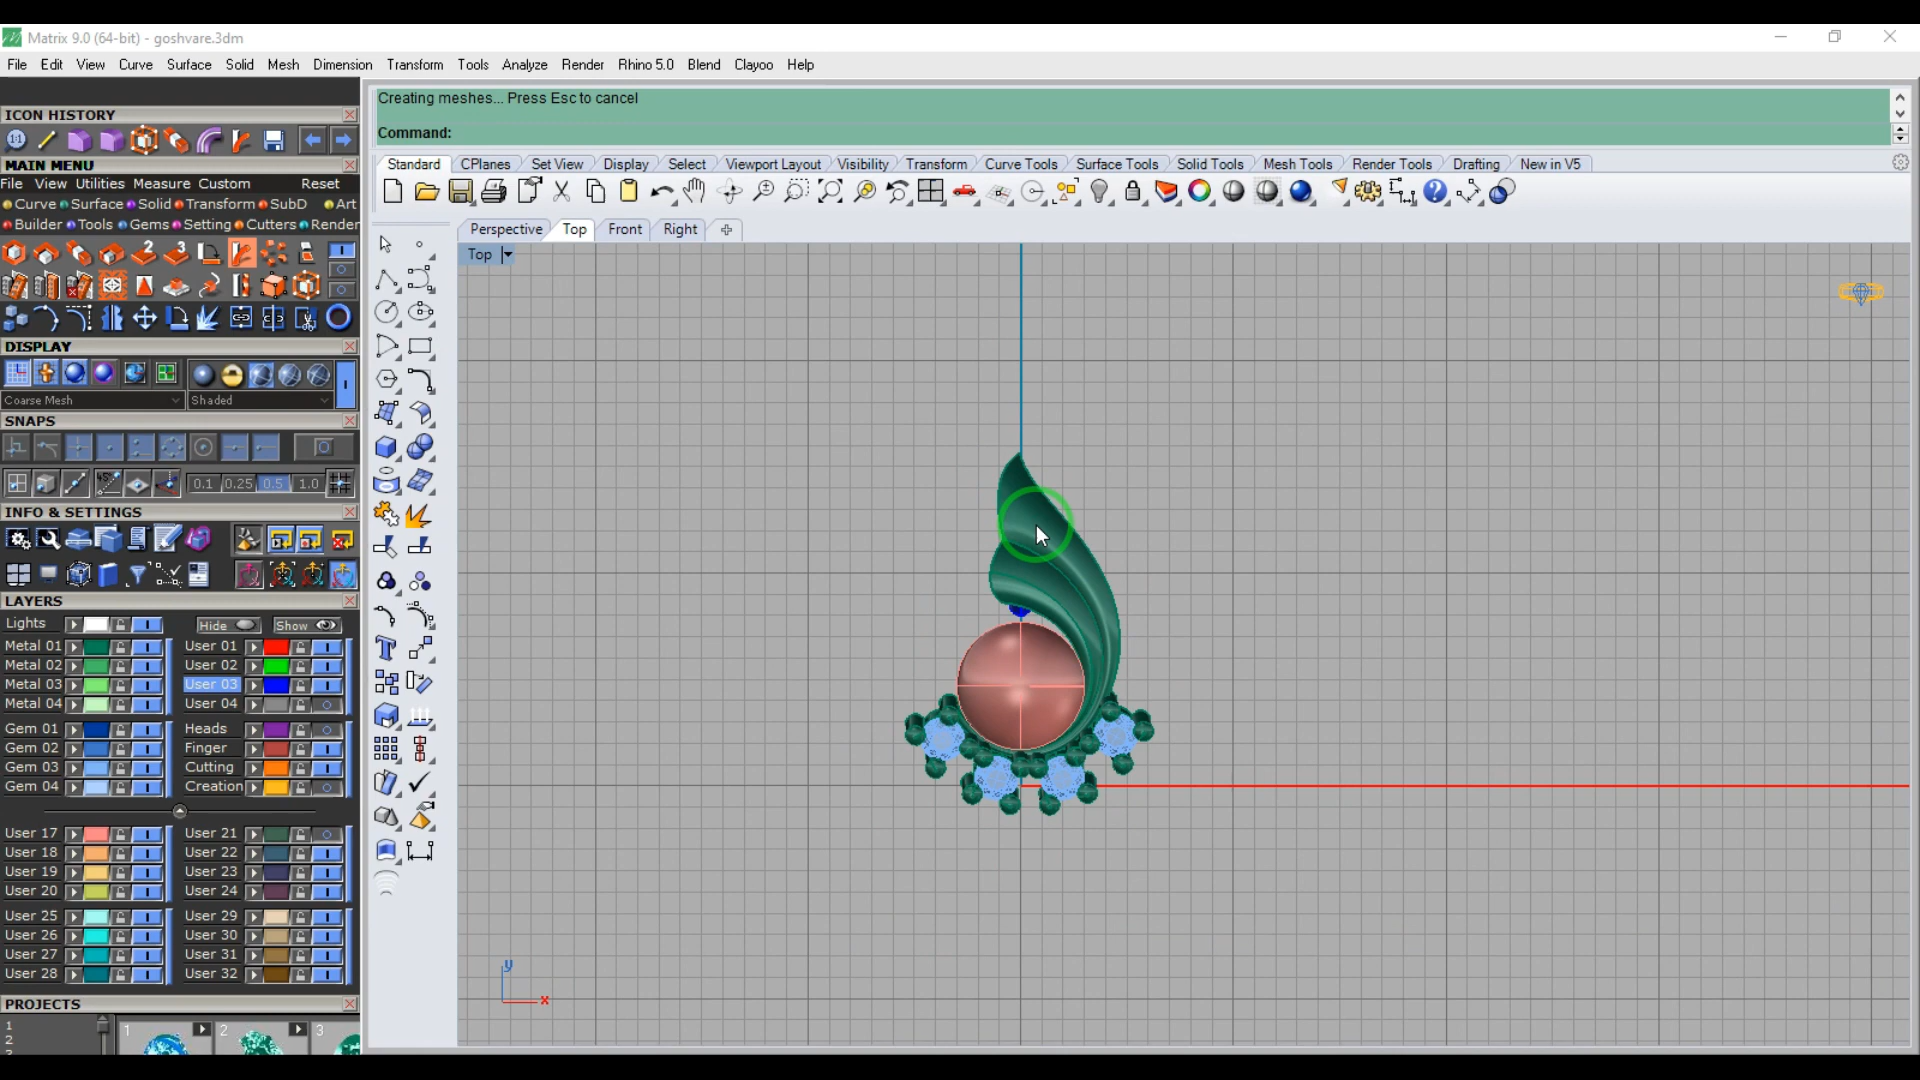 Matrix 9.0 (64-bit) - goshvare.3dm
File Edit View Curve Surface Solid Mesh Dimension Transform Tools Analyze Render Rhino 5.0 Blend Clayoo Help
Creating meshes... Press Esc to cancel
Command:
ICON HISTORY
MAIN MENU
File View Utilities Measure Custom Reset
Curve Surface Solid Transform SubD Art
Builder Tools Gems Setting Cutters Render
Standard CPlanes Set View Display Select Viewport Layout Visibility Transform Curve Tools Surface Tools Solid Tools Mesh Tools Render Tools Drafting New in V5
Perspective Top Front Right
Top
2 3
DISPLAY
Coarse Mesh Shaded
SNAPS
45°
0.1 0.25 0.5 1.0
INFO & SETTINGS
LAYERS
Lights Hide Show
Metal 01 User 01
Metal 02 User 02
Metal 03 User 03
Metal 04 User 04
Gem 01 Heads
Gem 02 Finger
Gem 03 Cutting
Gem 04 Creation
User 17 User 21
User 18 User 22
User 19 User 23
User 20 User 24
User 25 User 29
User 26 User 30
User 27 User 31
User 28 User 32
PROJECTS
1 1 2 3
2
y
x